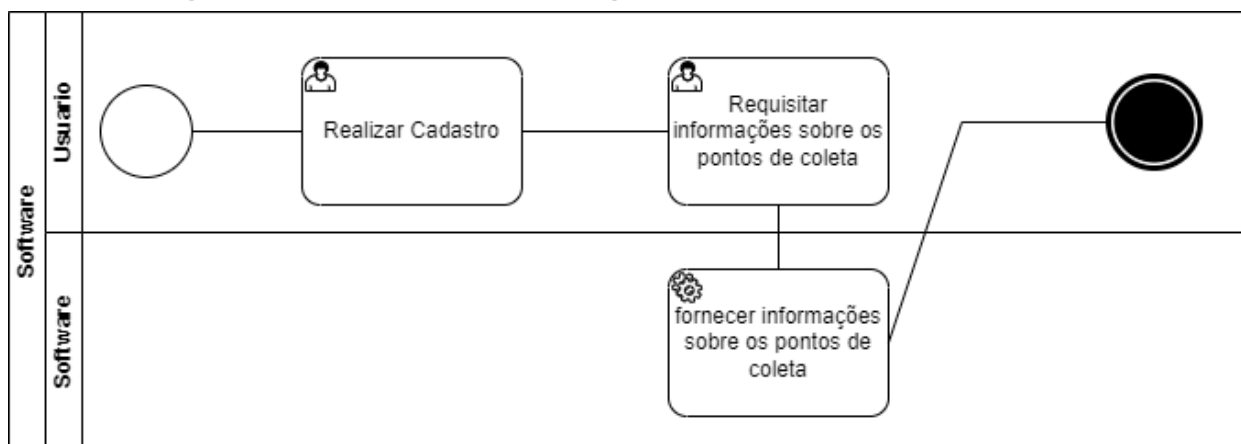 Software
Usuario
Realizar Cadastro
Requisitar
informações sobre os
pontos de coleta
Software
fornecer informações
sobre os pontos de
coleta